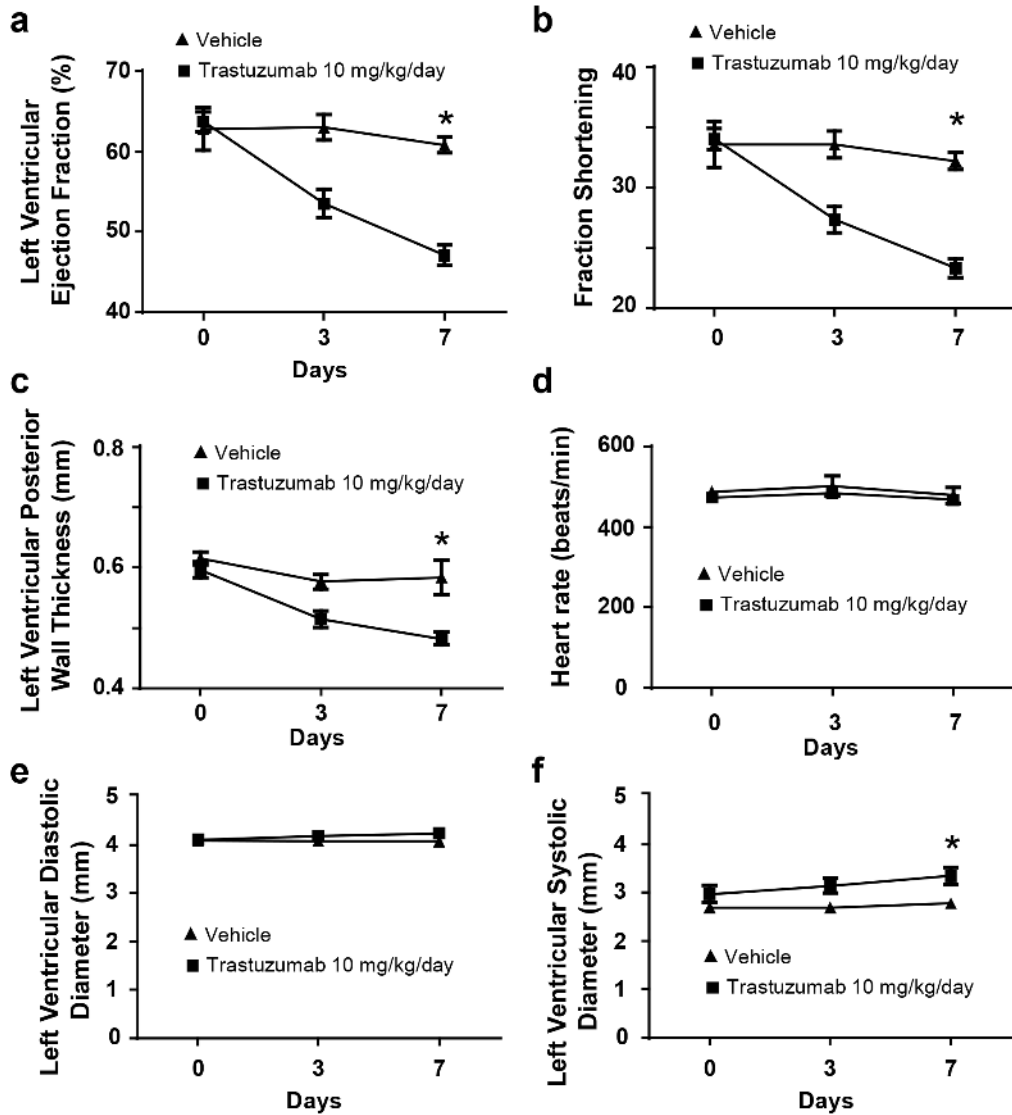 a
▲ Vehicle
■ Trastuzumab 10 mg/kg/day
Left Ventricular
Ejection Fraction (%)
70
60
50
40
*
0 3 7
Days
b
▲ Vehicle
■ Trastuzumab 10 mg/kg/day
Fraction Shortening
40
33
20
*
0 3 7
Days
c
▲ Vehicle
■ Trastuzumab 10 mg/kg/day
Left Ventricular Posterior
Wall Thickness (mm)
0.8
0.6
0.4
*
0 3 7
Days
d
Heart rate (beats/min)
600
400
200
0
▲ Vehicle
■ Trastuzumab 10 mg/kg/day
0 3 7
Days
e
Left Ventricular Diastolic
Diameter (mm)
5
4
3
2
1
0
▲ Vehicle
■ Trastuzumab 10 mg/kg/day
0 3 7
Days
f
Left Ventricular Systolic
Diameter (mm)
5
4
3
2
1
0
*
▲ Vehicle
■ Trastuzumab 10 mg/kg/day
0 3 7
Days